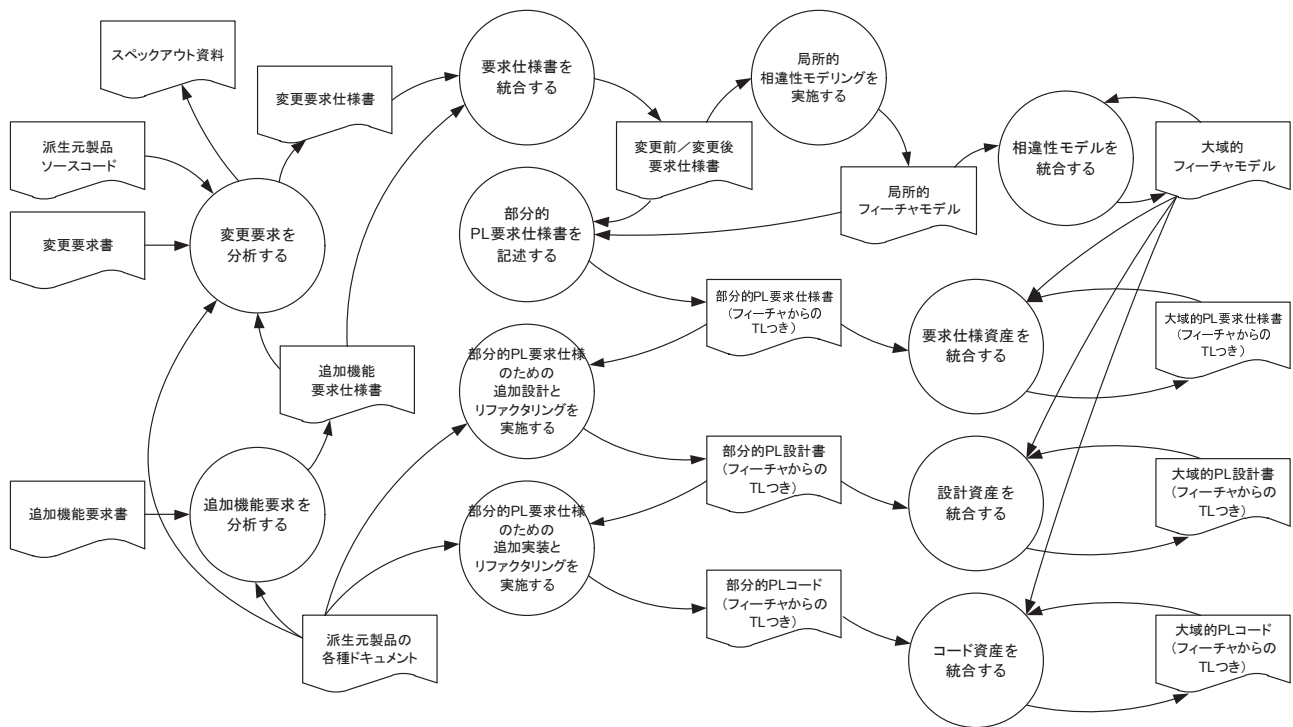 スペックアウト資料
変更要求仕様書
派生元製品
ソースコード
変更要求書
変更要求を
分析する
追加機能
要求仕様書
追加機能要求書
追加機能要求を
分析する
派生元製品の
各種ドキュメント
要求仕様書を
統合する
変更前／変更後
要求仕様書
局所的
相違性モデリングを
実施する
局所的
フィーチャモデル
相違性モデルを
統合する
大域的
フィーチャモデル
部分的
PL要求仕様書を
記述する
部分的PL要求仕様書
（フィーチャからの
TLつき）
要求仕様資産を
統合する
大域的PL要求仕様書
（フィーチャからの
TLつき）
部分的PL要求仕様
のための
追加設計と
リファクタリングを
実施する
部分的PL設計書
（フィーチャからの
TLつき）
設計資産を
統合する
大域的PL設計書
（フィーチャからの
TLつき）
部分的PL要求仕様
のための
追加実装と
リファクタリングを
実施する
部分的PLコード
（フィーチャからの
TLつき）
コード資産を
統合する
大域的PLコード
（フィーチャからの
TLつき）